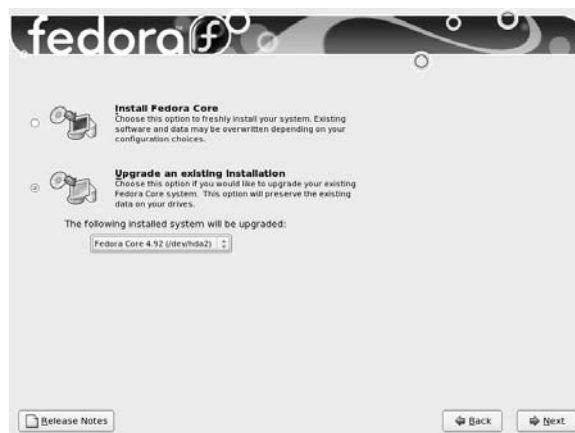 fedora f
Install Fedora Core
Choose this option to freshly install your system. Existing
software and data may be overwritten depending on your
configuration choices.
Upgrade an existing installation
Choose this option if you would like to upgrade your existing
Fedora Core system. This option will preserve the existing
data on your drives.
The following installed system will be upgraded:
Fedora Core 4.92 (/dev/hda2)
Release Notes
Back
Next